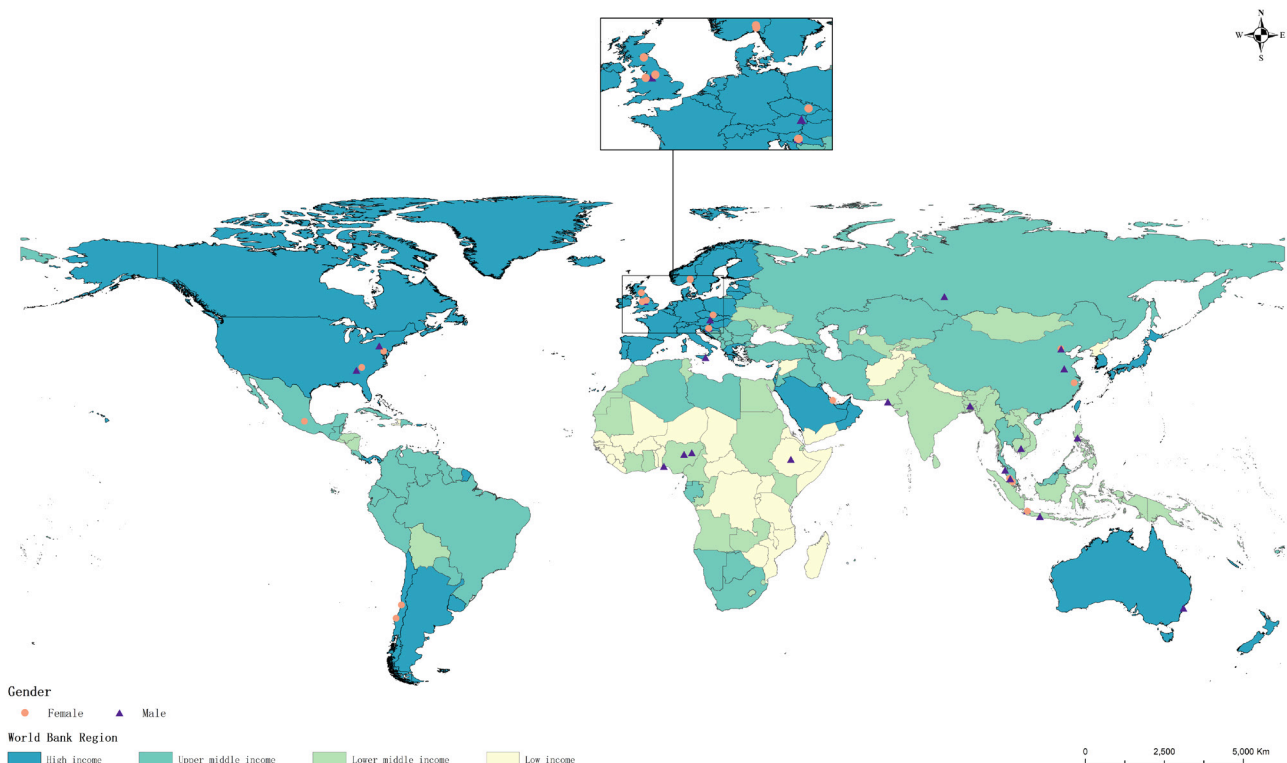 N
W E
S
Gender
Female Male
World Bank Region
High income Upper middle income Lower middle income Low income
0 2,500 5,000 Km